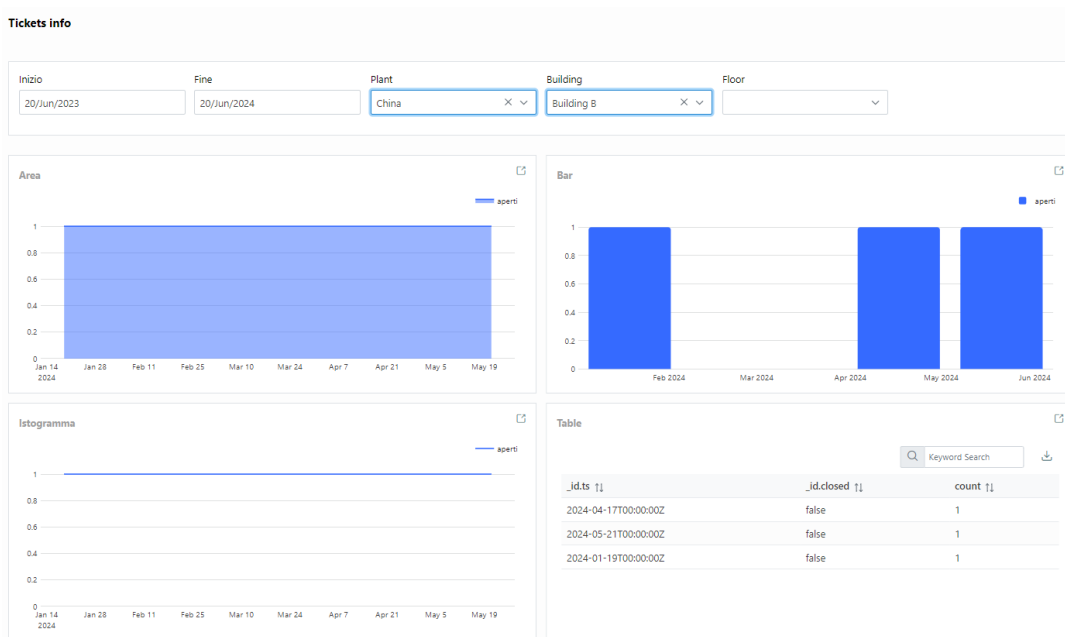 Tickets info
Inizio Fine Plant Building Floor
20/Jun/2023 20/Jun/2024 China Building B
Area
aperti
1
0.8
0.6
0.4
0.2
0
Jan 14 Jan 28 Feb 11 Feb 25 Mar 10 Mar 24 Apr 7 Apr 21 May 5 May 19
2024
Bar
aperti
1
0.8
0.6
0.4
0.2
0
Feb 2024 Mar 2024 Apr 2024 May 2024 Jun 2024
Istogramma
aperti
1
0.8
0.6
0.4
0.2
0
Jan 14 Jan 28 Feb 11 Feb 25 Mar 10 Mar 24 Apr 7 Apr 21 May 5 May 19
2024
Table
Keyword Search
_id.ts _id.closed count
2024-04-17T00:00:00Z false 1
2024-05-21T00:00:00Z false 1
2024-01-19T00:00:00Z false 1